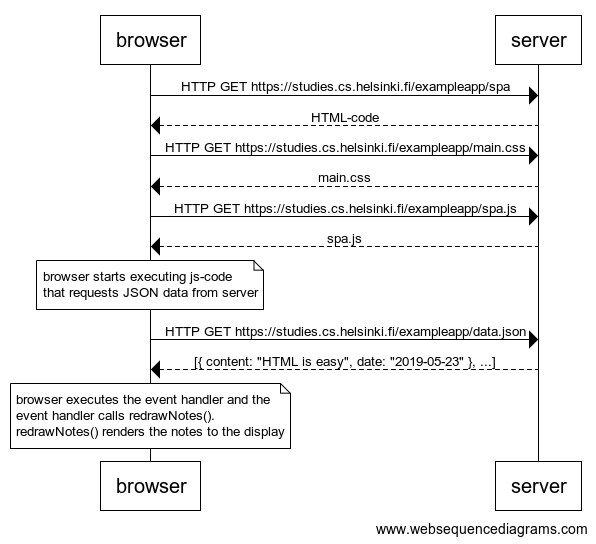 browser server
HTTP GET https://studies.cs.helsinki.fi/exampleapp/spa
HTML-code
HTTP GET https://studies.cs.helsinki.fi/exampleapp/main.css
main.css
HTTP GET https://studies.cs.helsinki.fi/exampleapp/spa.js
spa.js
browser starts executing js-code
that requests JSON data from server
HTTP GET https://studies.cs.helsinki.fi/exampleapp/data.json
[{ content: "HTML is easy", date: "2019-05-23" }, ...]
browser executes the event handler and the
event handler calls redrawNotes().
redrawNotes() renders the notes to the display
browser server
www.websequencediagrams.com